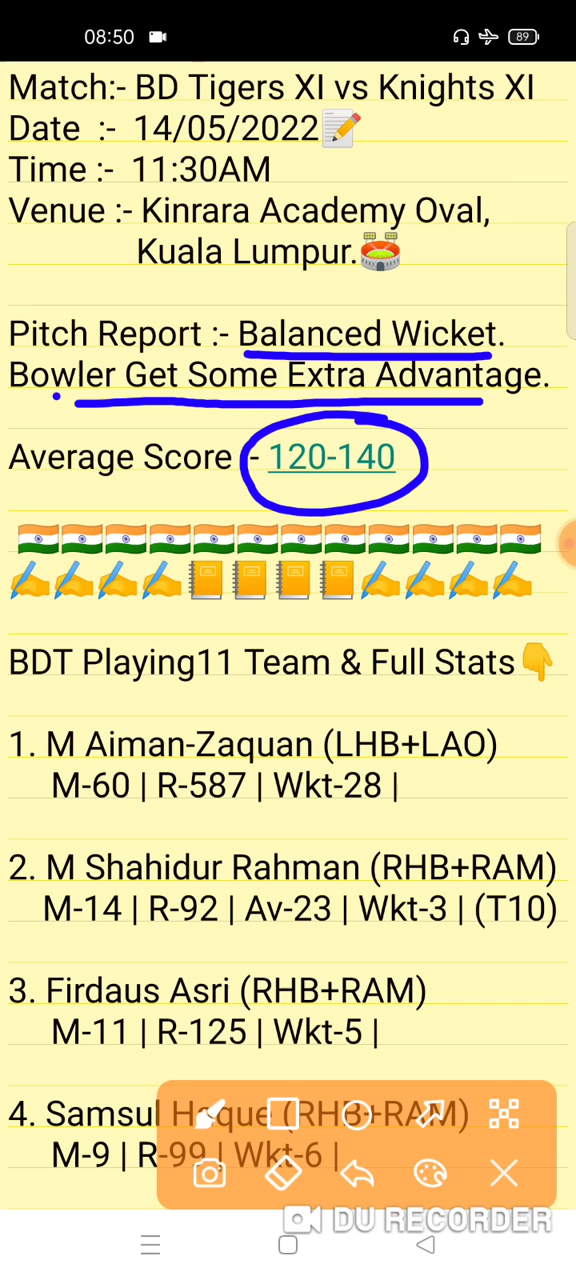 08:50
89
Match:- BD Tigers XI vs Knights XI
Date :- 14/05/2022📝
Time :- 11:30AM
Venue :- Kinrara Academy Oval,
Kuala Lumpur.🏟️
Pitch Report :- Balanced Wicket.
Bowler Get Some Extra Advantage.
Average Score :- 120-140
🇮🇳🇮🇳🇮🇳🇮🇳🇮🇳🇮🇳🇮🇳🇮🇳🇮🇳🇮🇳🇮🇳🇮🇳
✍️✍️✍️✍️📒📒📒📒✍️✍️✍️✍️
BDT Playing11 Team & Full Stats👇
1. M Aiman-Zaquan (LHB+LAO)
M-60 | R-587 | Wkt-28 |
2. M Shahidur Rahman (RHB+RAM)
M-14 | R-92 | Av-23 | Wkt-3 | (T10)
3. Firdaus Asri (RHB+RAM)
M-11 | R-125 | Wkt-5 |
4. Samsul Hoque (RHB+RAM)
M-9 | R-99 | Wkt-6 |
DU RECORDER